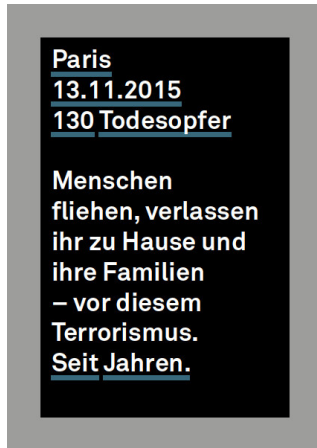 Paris
13.11.2015
130 Todesopfer
Menschen
fliehen, verlassen
ihr zu Hause und
ihre Familien
– vor diesem
Terrorismus.
Seit Jahren.